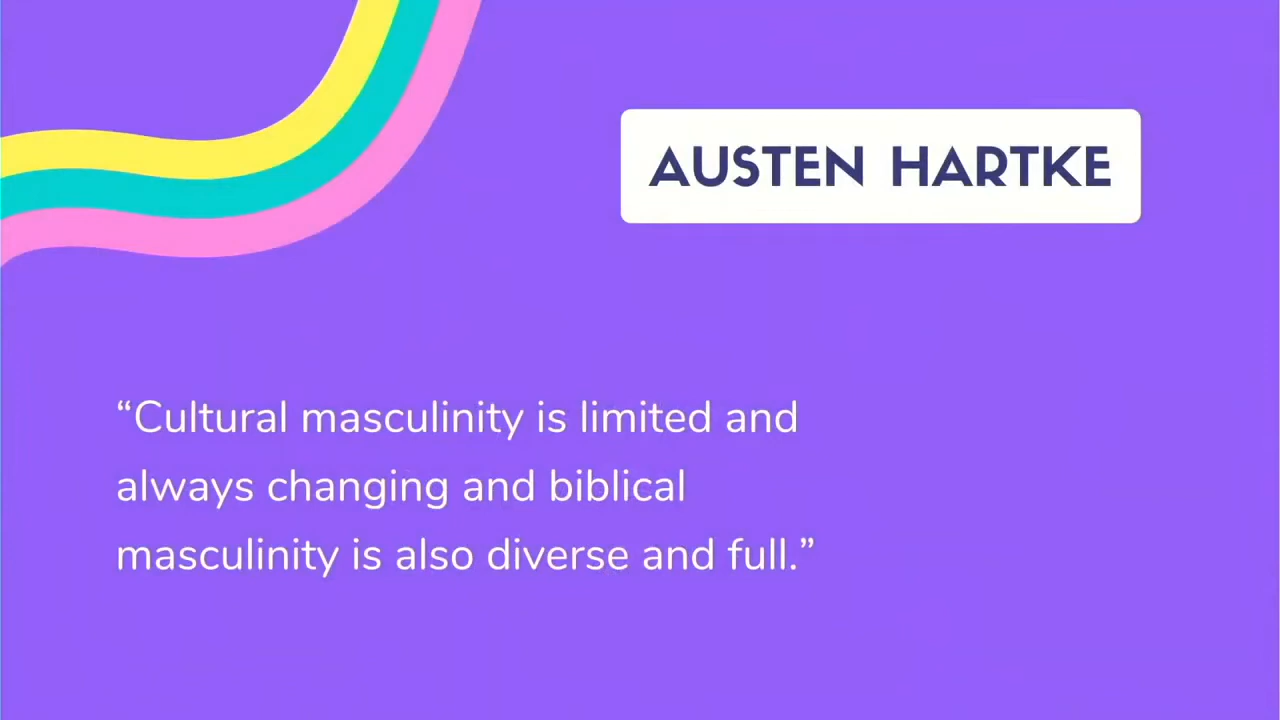 AUSTEN HARTKE
“Cultural masculinity is limited and
always changing and biblical
masculinity is also diverse and full.”